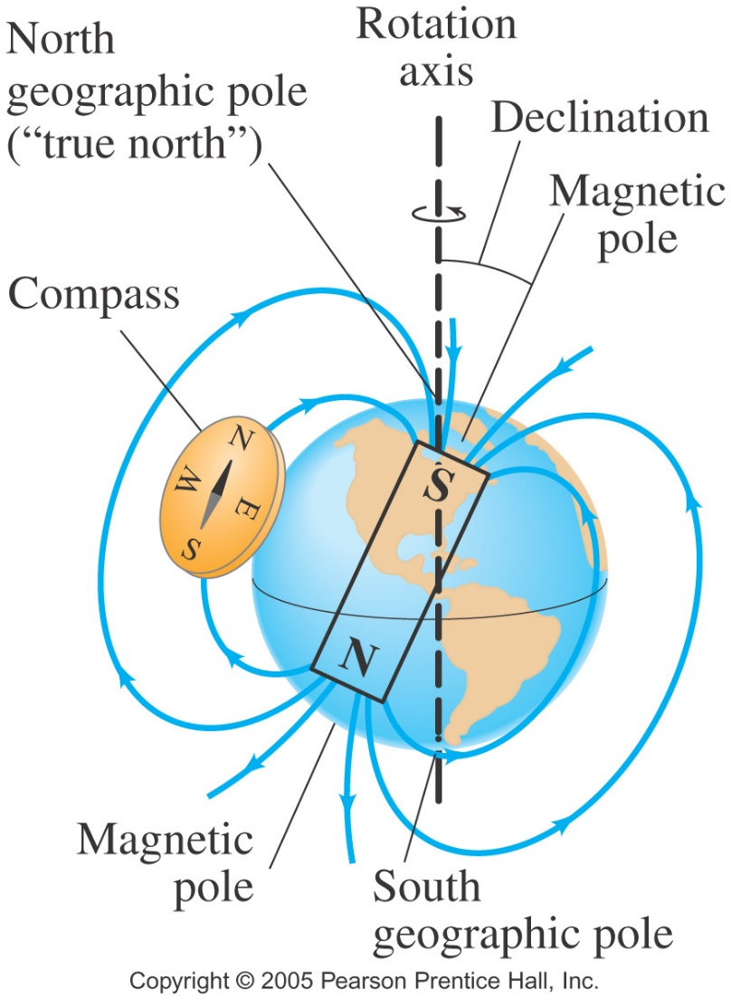 North
geographic pole
(“true north”)
Rotation
axis
Declination
Magnetic
pole
Compass
N
W
E
S
S
N
Magnetic
pole
South
geographic pole
Copyright © 2005 Pearson Prentice Hall, Inc.